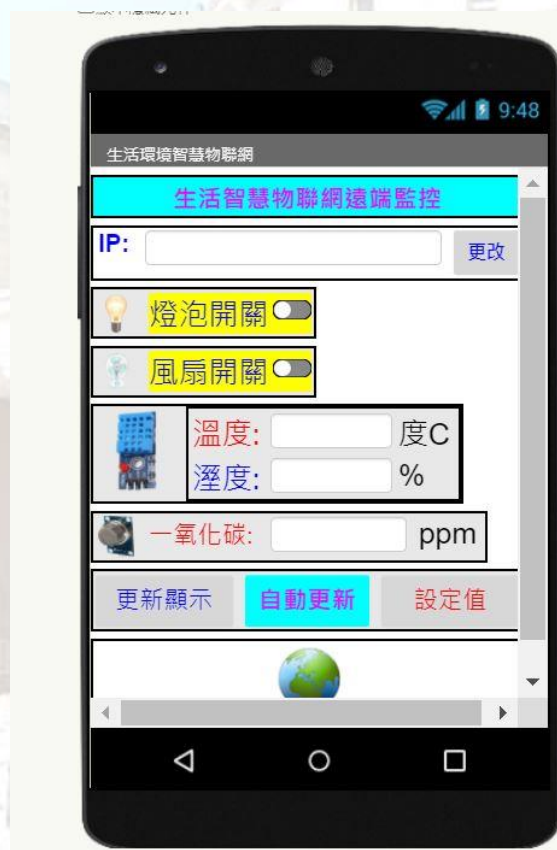 9:48
生活環境智慧物聯網
生活智慧物聯網遠端監控
IP: 更改
燈泡開關
風扇開關
溫度: 度C
溼度: %
一氧化碳: ppm
更新顯示 自動更新 設定值